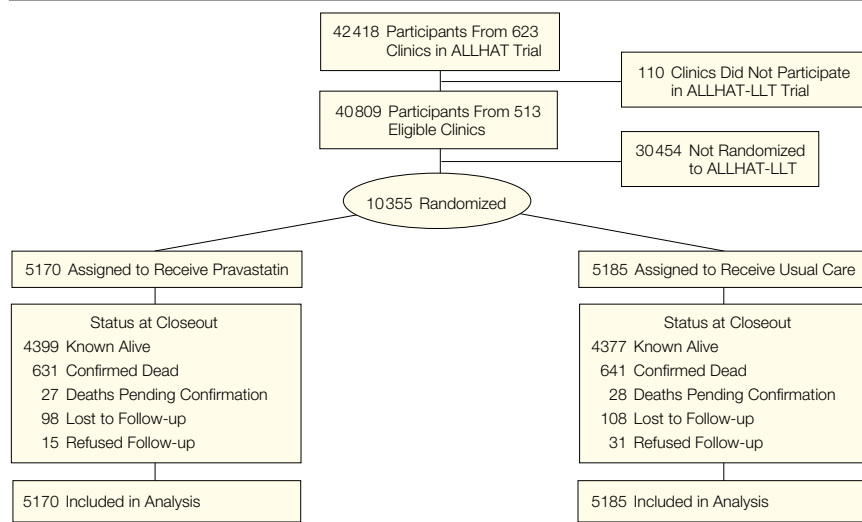 42418 Participants From 623
Clinics in ALLHAT Trial
110 Clinics Did Not Participate
in ALLHAT-LLT Trial
40809 Participants From 513
Eligible Clinics
30454 Not Randomized
to ALLHAT-LLT
10355 Randomized
5170 Assigned to Receive Pravastatin
Status at Closeout
4399 Known Alive
631 Confirmed Dead
27 Deaths Pending Confirmation
98 Lost to Follow-up
15 Refused Follow-up
5170 Included in Analysis
5185 Assigned to Receive Usual Care
Status at Closeout
4377 Known Alive
641 Confirmed Dead
28 Deaths Pending Confirmation
108 Lost to Follow-up
31 Refused Follow-up
5185 Included in Analysis